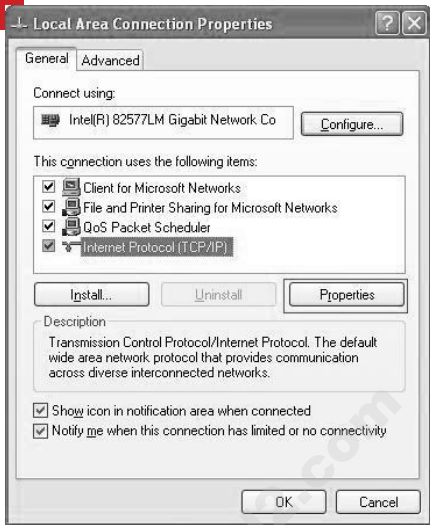 Local Area Connection Properties
General
Advanced
Connect using:
Intel(R) 82577LM Gigabit Network Co
Configure...
This connection uses the following items:
Client for Microsoft Networks
File and Printer Sharing for Microsoft Networks
QoS Packet Scheduler
Internet Protocol (TCP/IP)
Install...
Uninstall
Properties
Description
Transmission Control Protocol/Internet Protocol. The default
wide area network protocol that provides communication
across diverse interconnected networks.
Show icon in notification area when connected
Notify me when this connection has limited or no connectivity
OK
Cancel